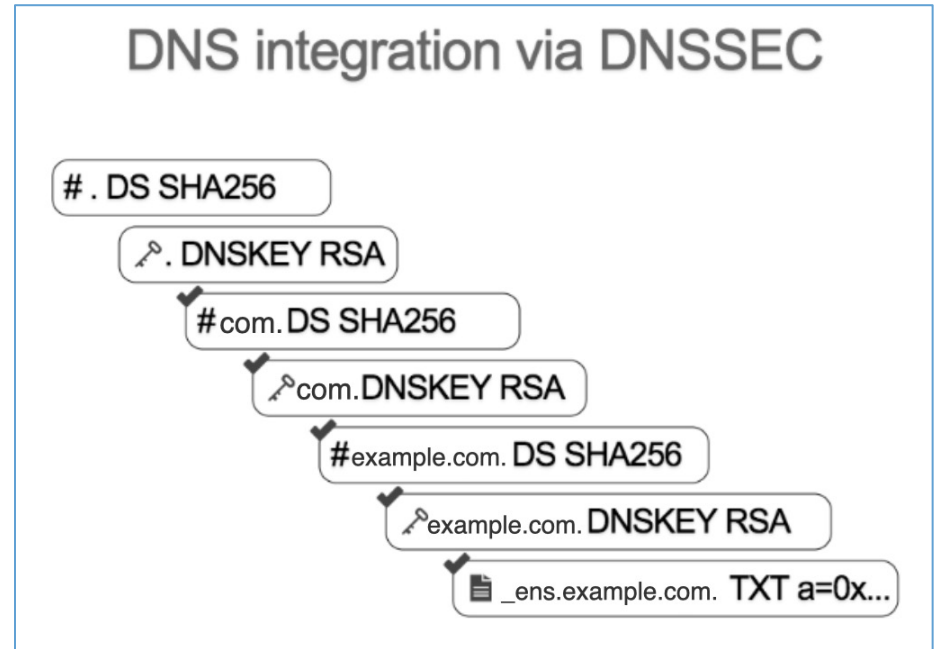 DNS integration via DNSSEC
# . DS SHA256
. DNSKEY RSA
#com. DS SHA256
com.DNSKEY RSA
#example.com. DS SHA256
example.com. DNSKEY RSA
_ens.example.com. TXT a=0x...